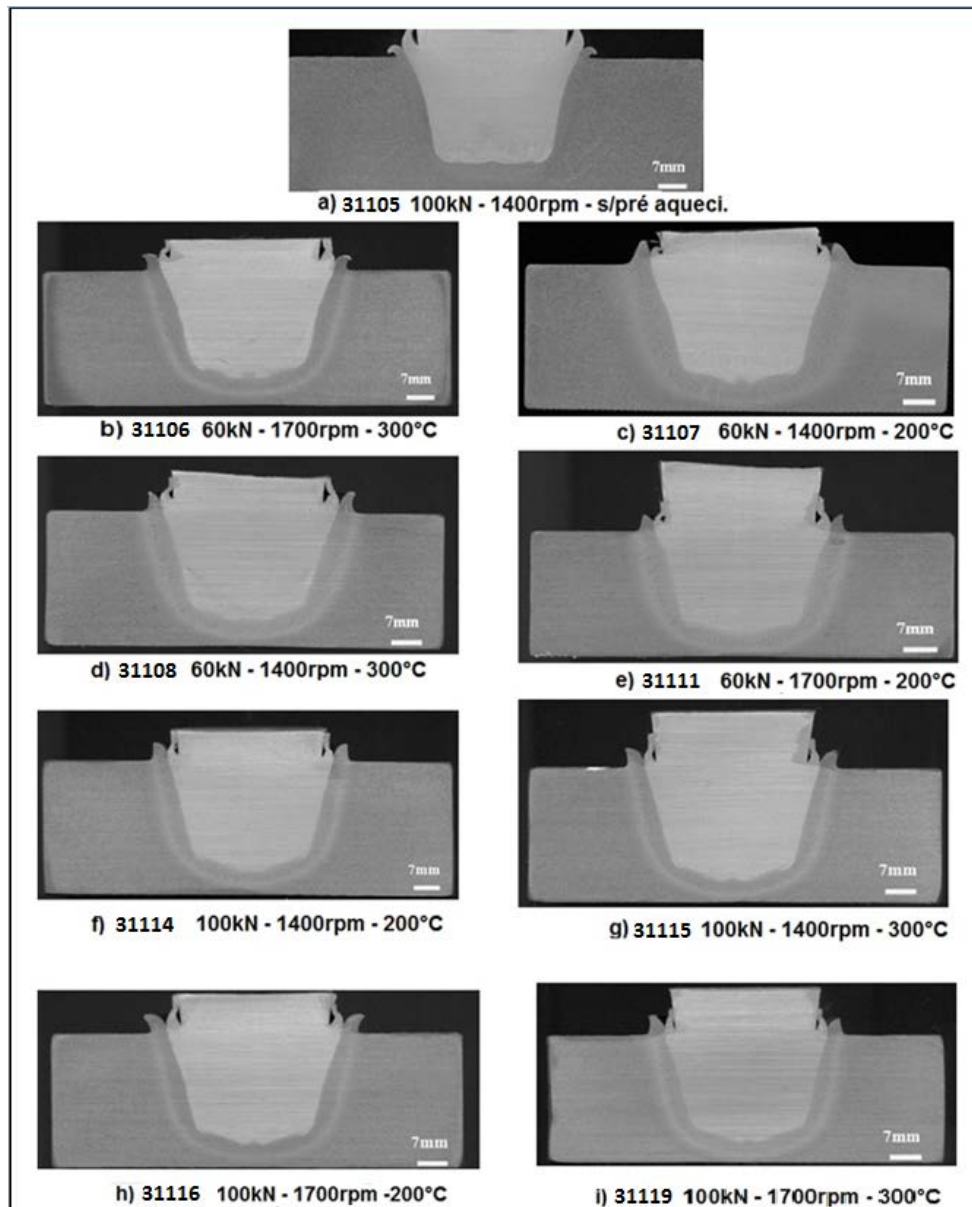 7mm
a) 31105 100kN - 1400rpm - s/pré aqueci.
7mm
b) 31106 60kN - 1700rpm - 300°C
7mm
c) 31107 60kN - 1400rpm - 200°C
7mm
d) 31108 60kN - 1400rpm - 300°C
7mm
e) 31111 60kN - 1700rpm - 200°C
7mm
f) 31114 100kN - 1400rpm - 200°C
7mm
g) 31115 100kN - 1400rpm - 300°C
7mm
h) 31116 100kN - 1700rpm -200°C
7mm
i) 31119 100kN - 1700rpm - 300°C